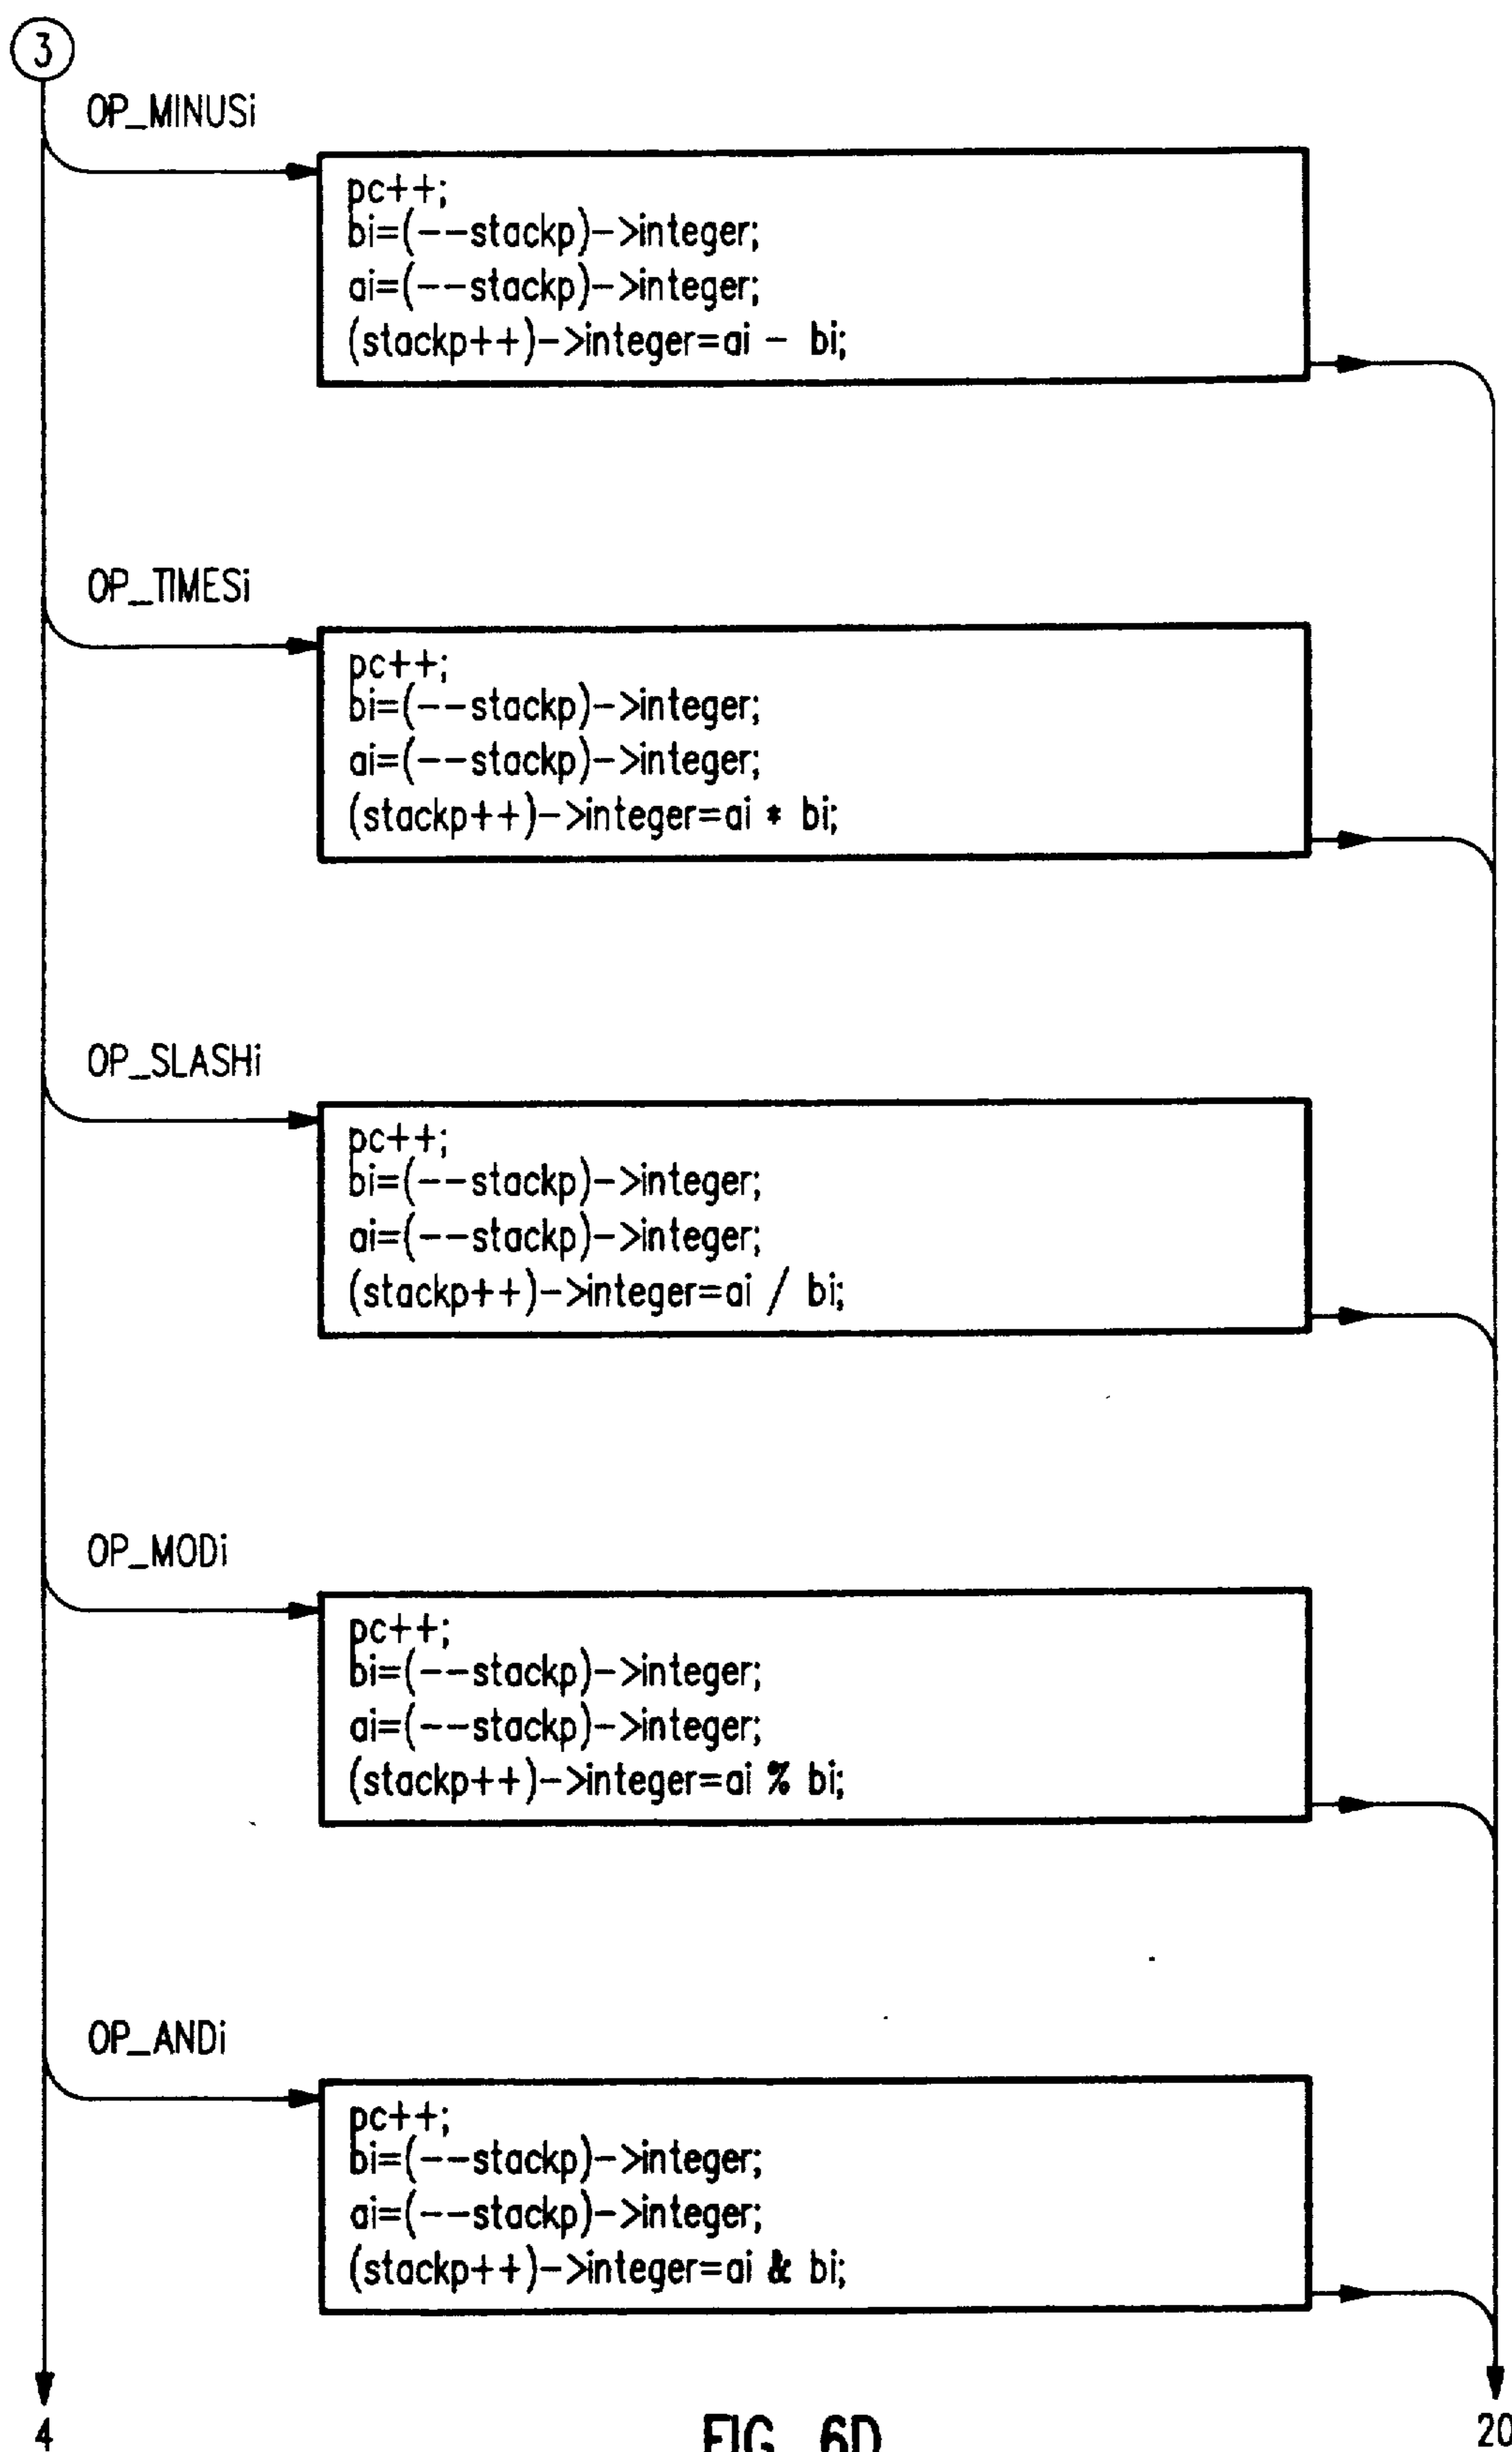 3
OP_MINUSi
pc++;
bi=(--stackp)->integer;
ai=(--stackp)->integer;
(stackp++)->integer=ai - bi;
OP_TIMESi
pc++;
bi=(--stackp)->integer;
ai=(--stackp)->integer;
(stackp++)->integer=ai * bi;
OP_SLASHi
pc++;
bi=(--stackp)->integer;
ai=(--stackp)->integer;
(stackp++)->integer=ai / bi;
OP_MODi
pc++;
bi=(--stackp)->integer;
ai=(--stackp)->integer;
(stackp++)->integer=ai % bi;
OP_ANDi
pc++;
bi=(--stackp)->integer;
ai=(--stackp)->integer;
(stackp++)->integer=ai & bi;
4
FIG. 6D
20